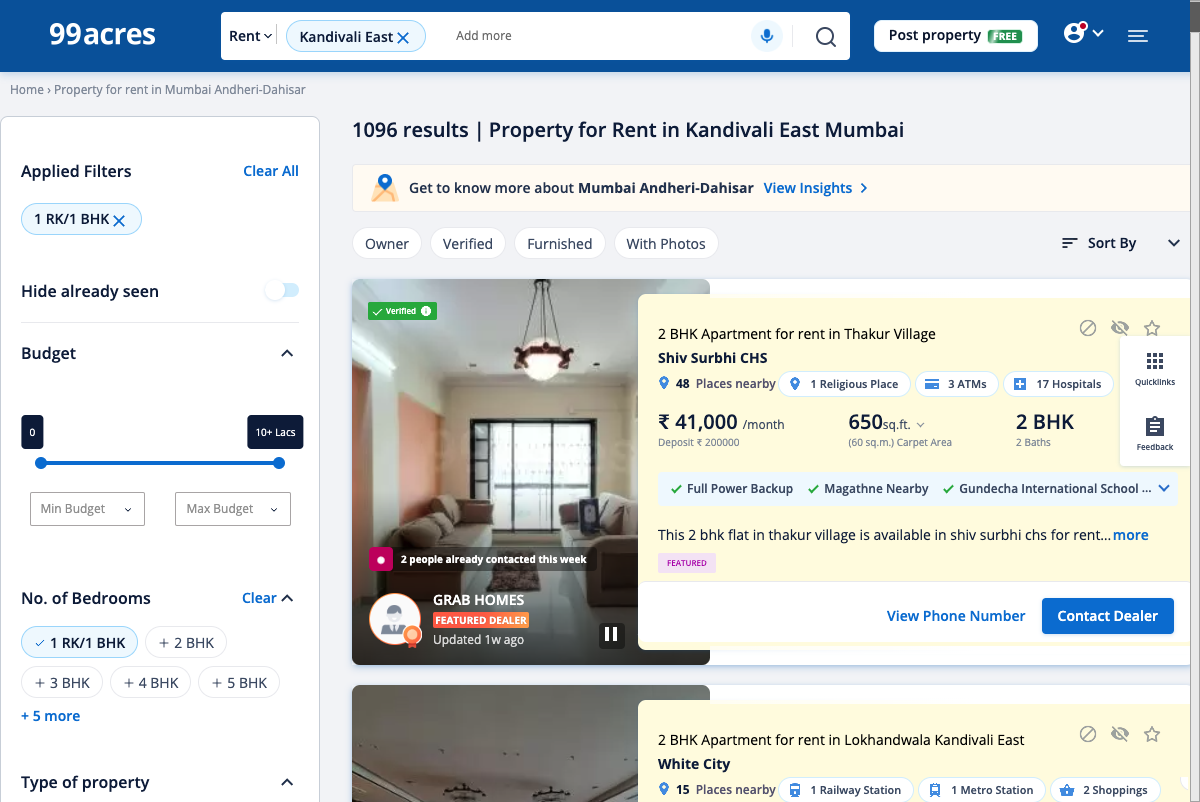 99acres
Rent
Kandivali East
Add more
Post property FREE
Home › Property for rent in Mumbai Andheri-Dahisar
Applied Filters
Clear All
1 RK/1 BHK
Hide already seen
Budget
0
10+ Lacs
Min Budget
Max Budget
No. of Bedrooms
Clear
1 RK/1 BHK
+ 2 BHK
+ 3 BHK
+ 4 BHK
+ 5 BHK
+ 5 more
Type of property
1096 results | Property for Rent in Kandivali East Mumbai
Get to know more about Mumbai Andheri-Dahisar View Insights
Owner
Verified
Furnished
With Photos
Sort By
Verified
2 people already contacted this week
GRAB HOMES
FEATURED DEALER
Updated 1w ago
2 BHK Apartment for rent in Thakur Village
Shiv Surbhi CHS
48 Places nearby
1 Religious Place
3 ATMs
17 Hospitals
₹ 41,000 /month
Deposit ₹ 200000
650sq.ft.
(60 sq.m.) Carpet Area
2 BHK
2 Baths
Full Power Backup
Magathne Nearby
Gundecha International School ...
This 2 bhk flat in thakur village is available in shiv surbhi chs for rent...more
FEATURED
View Phone Number
Contact Dealer
Quicklinks
Feedback
2 BHK Apartment for rent in Lokhandwala Kandivali East
White City
15 Places nearby
1 Railway Station
1 Metro Station
2 Shoppings